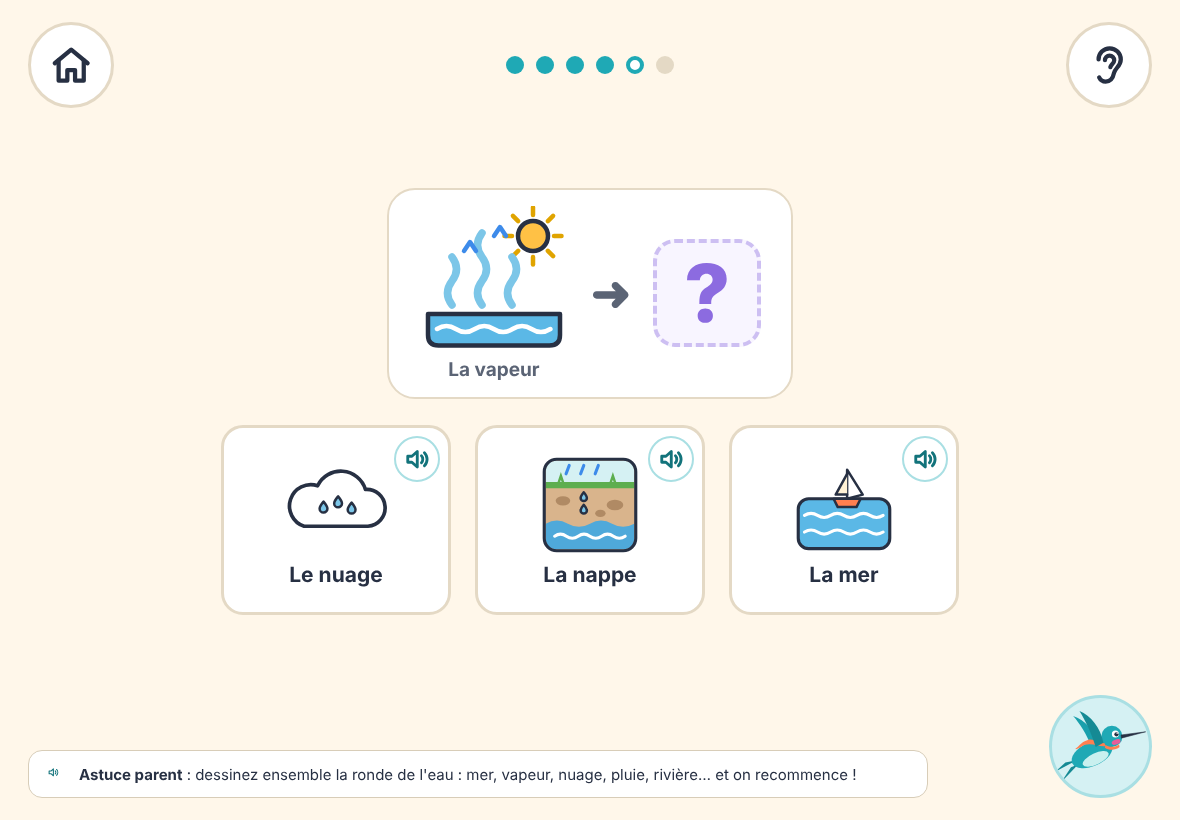 ?
La vapeur
Le nuage
La nappe
La mer
Astuce parent : dessinez ensemble la ronde de l'eau : mer, vapeur, nuage, pluie, rivière... et on recommence !